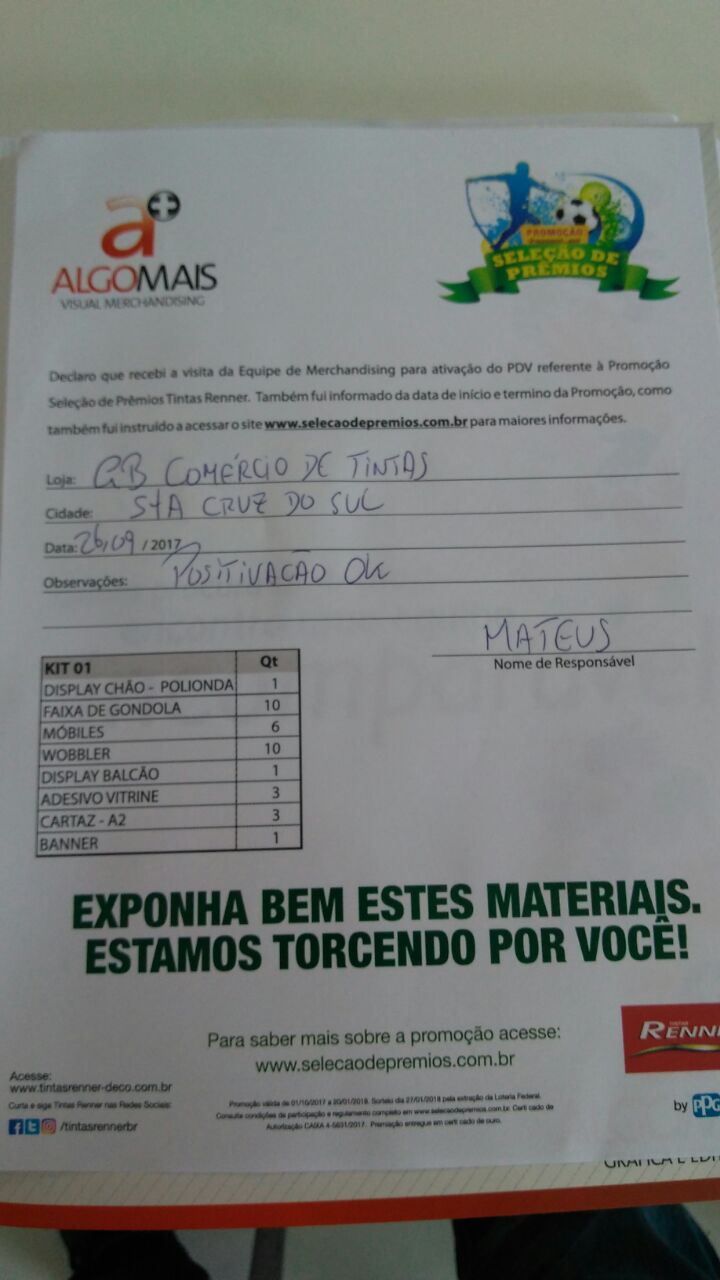 a+
ALGOMAIS
VISUAL MERCHANDISING
PROMOÇÃO
SELEÇÃO DE
PRÊMIOS
Declaro que recebi a visita da Equipe de Merchandising para ativação do PDV referente à Promoção
Seleção de Prêmios Tintas Renner. Também fui informado da data de início e termino da Promoção, como
também fui instruído a acessar o site www.selecaodepremios.com.br para maiores informações.
Loja: GB COMÉRCIO DE TINTAS
Cidade: STA CRUZ DO SUL
Data: 26/09 / 2017
Observações: POSITIVAÇÃO OK
MATEUS
Nome de Responsável
KIT 01 Qt
DISPLAY CHÃO - POLIONDA 1
FAIXA DE GONDOLA 10
MÓBILES 6
WOBBLER 10
DISPLAY BALCÃO 1
ADESIVO VITRINE 3
CARTAZ - A2 3
BANNER 1
EXPONHA BEM ESTES MATERIAIS.
ESTAMOS TORCENDO POR VOCÊ!
Para saber mais sobre a promoção acesse:
www.selecaodepremios.com.br
TINTAS
RENN
by PPG
Acesse:
www.tintasrenner-deco.com.br
Curta e siga Tintas Renner nas Redes Sociais:
/tintasrennerbr
Promoção válida de 01/10/2017 a 20/01/2018. Sorteio dia 27/01/2018 pela extração da Loteria Federal.
Consulte condições de participação e regulamento completo em www.selecaodepremios.com.br. Certificado de
Autorização CAIXA 4-5631/2017. Premiação entregue em certificado de ouro.
GRÁFICA E EDIT